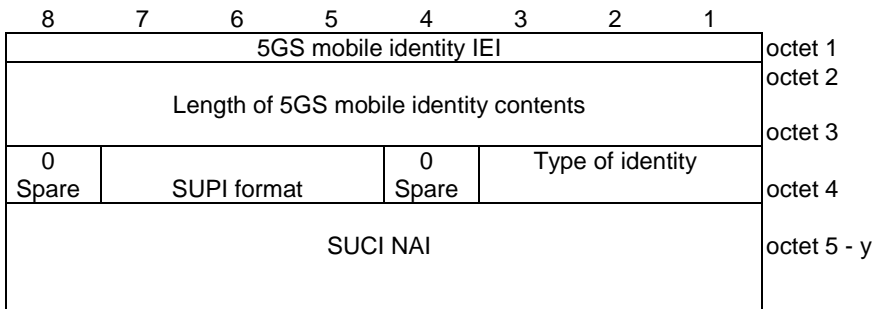 8 7 6 5 4 3 2 1
5GS mobile identity IEI octet 1
octet 2
Length of 5GS mobile identity contents
octet 3
0 0 Type of identity
Spare SUPI format Spare octet 4
SUCI NAI octet 5 - y